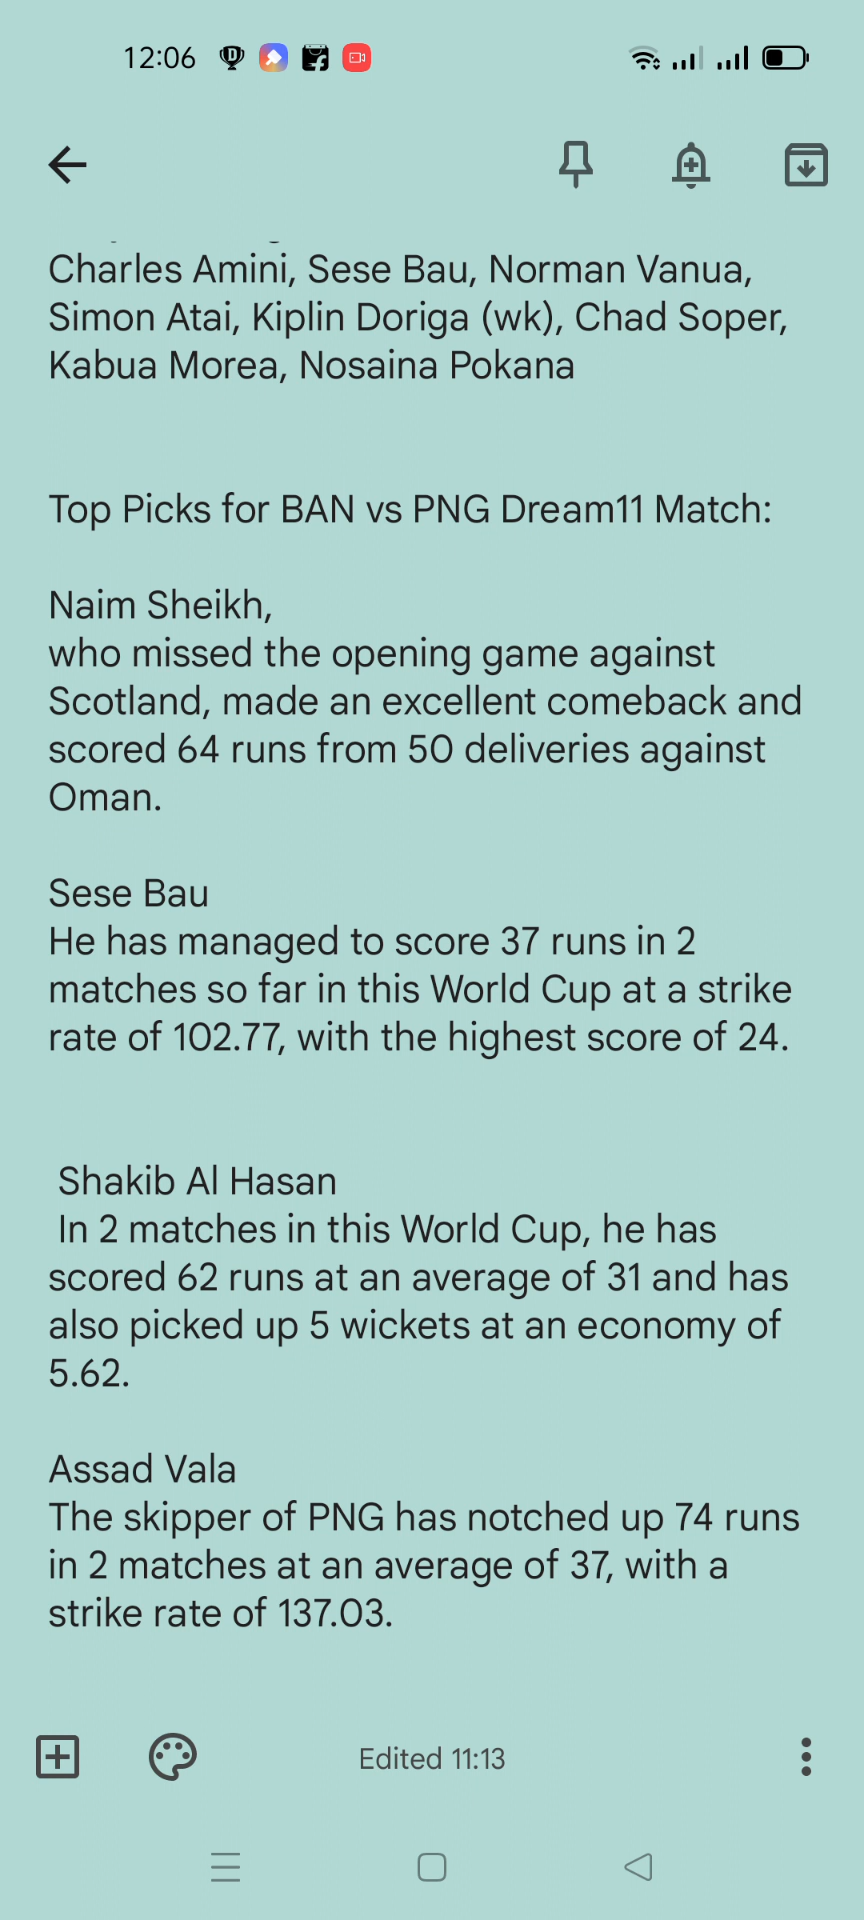 12:06
Charles Amini, Sese Bau, Norman Vanua,
Simon Atai, Kiplin Doriga (wk), Chad Soper,
Kabua Morea, Nosaina Pokana
Top Picks for BAN vs PNG Dream11 Match:
Naim Sheikh,
who missed the opening game against
Scotland, made an excellent comeback and
scored 64 runs from 50 deliveries against
Oman.
Sese Bau
He has managed to score 37 runs in 2
matches so far in this World Cup at a strike
rate of 102.77, with the highest score of 24.
Shakib Al Hasan
In 2 matches in this World Cup, he has
scored 62 runs at an average of 31 and has
also picked up 5 wickets at an economy of
5.62.
Assad Vala
The skipper of PNG has notched up 74 runs
in 2 matches at an average of 37, with a
strike rate of 137.03.
Edited 11:13